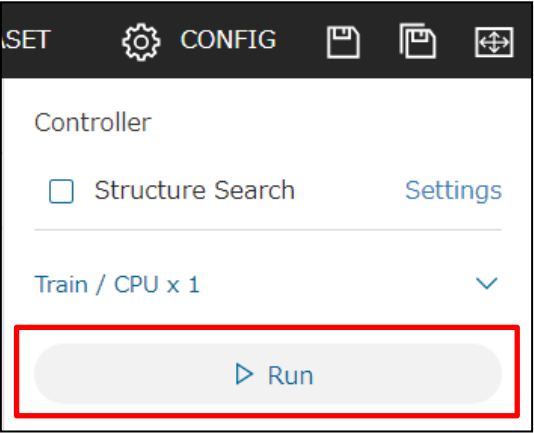 ASET CONFIG
Controller
Structure Search Settings
Train / CPU x 1
Run